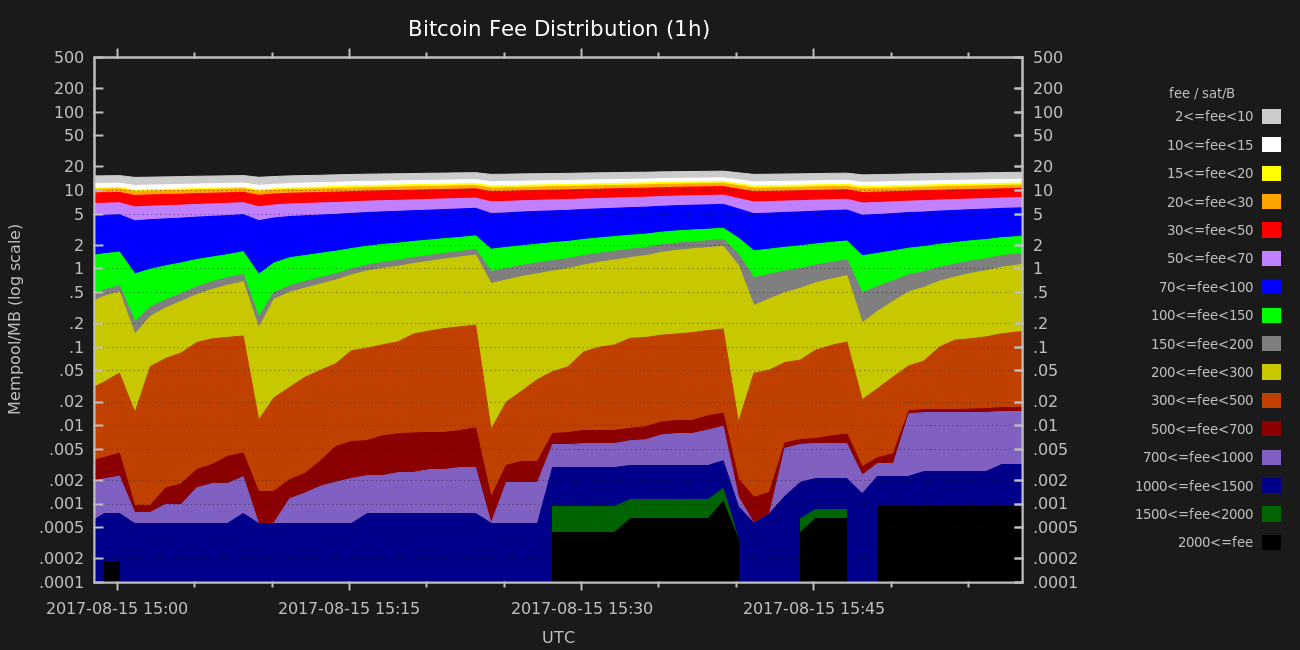 Bitcoin Fee Distribution (1h)
500
200
100
50
20
10
5
2
1
.5
.2
.1
.05
.02
.01
.005
.002
.001
.0005
.0002
.0001
Mempool/MB (log scale)
500
200
100
50
20
10
5
2
1
.5
.2
.1
.05
.02
.01
.005
.002
.001
.0005
.0002
.0001
2017-08-15 15:00
2017-08-15 15:15
2017-08-15 15:30
2017-08-15 15:45
UTC
fee / sat/B
2<=fee<10
10<=fee<15
15<=fee<20
20<=fee<30
30<=fee<50
50<=fee<70
70<=fee<100
100<=fee<150
150<=fee<200
200<=fee<300
300<=fee<500
500<=fee<700
700<=fee<1000
1000<=fee<1500
1500<=fee<2000
2000<=fee